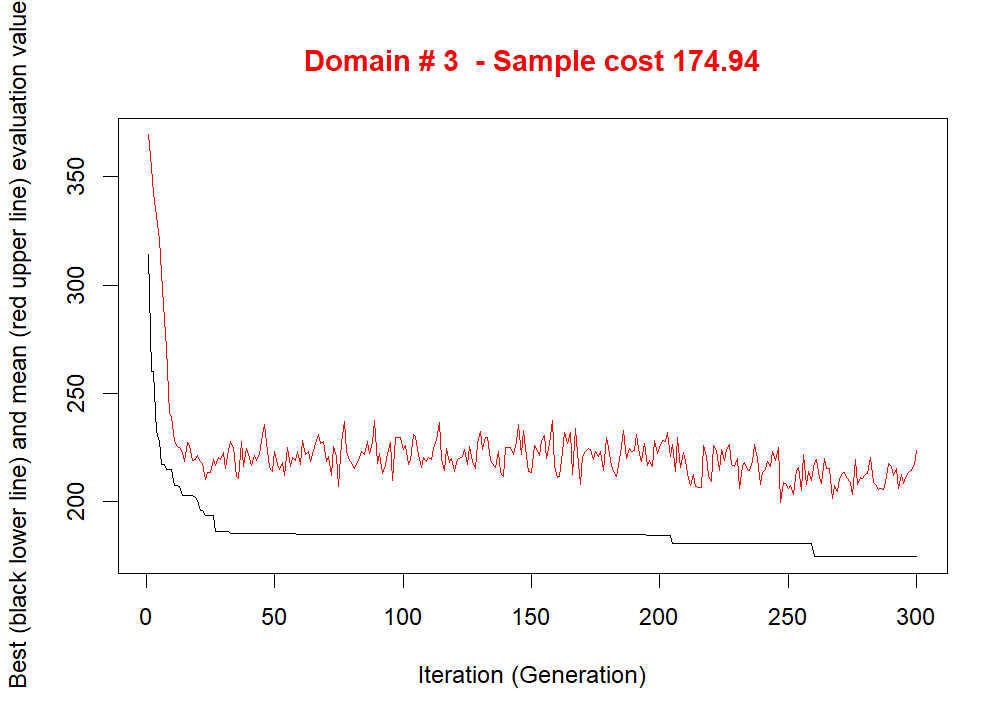 Domain # 3  - Sample cost 174.94
Best (black lower line) and mean (red upper line) evaluation value
350
300
250
200
0 50 100 150 200 250 300
Iteration (Generation)